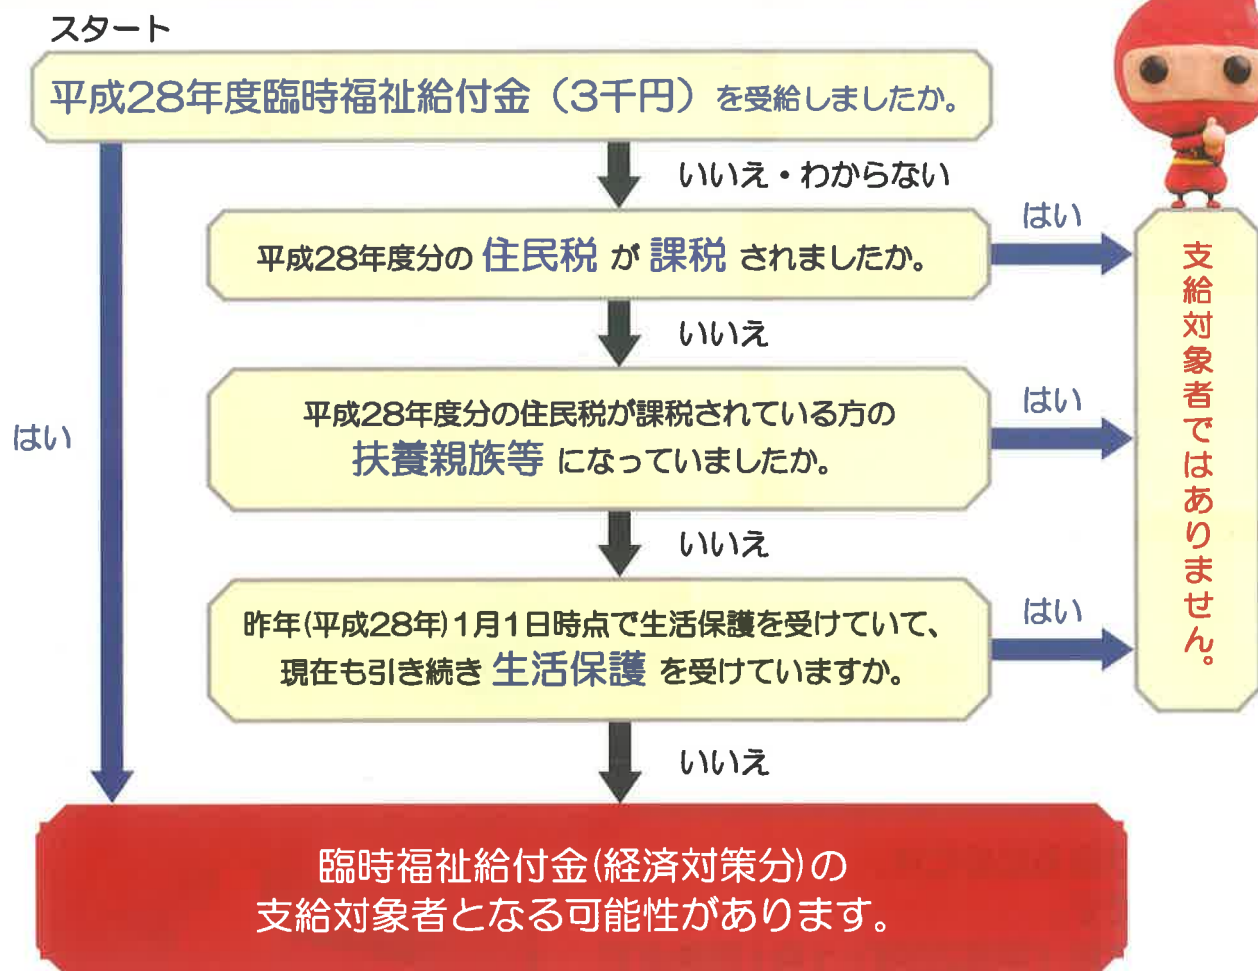 スタート
平成28年度臨時福祉給付金(3千円)を受給しましたか。
いいえ・わからない
はい
平成28年度分の 住民税 が 課税 されましたか。
いいえ
はい
平成28年度分の住民税が課税されている方の
扶養親族等 になっていましたか。
はい
いいえ
はい
昨年(平成28年)1月1日時点で生活保護を受けていて、
現在も引き続き 生活保護 を受けていますか。
いいえ
支給対象者ではありません。
臨時福祉給付金(経済対策分)の
支給対象者となる可能性があります。